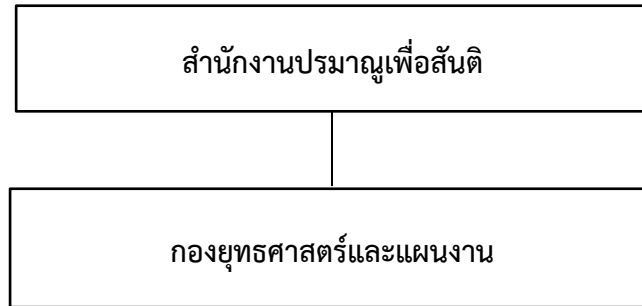 สำนักงานปรมาณูเพื่อสันติ
กองยุทธศาสตร์และแผนงาน